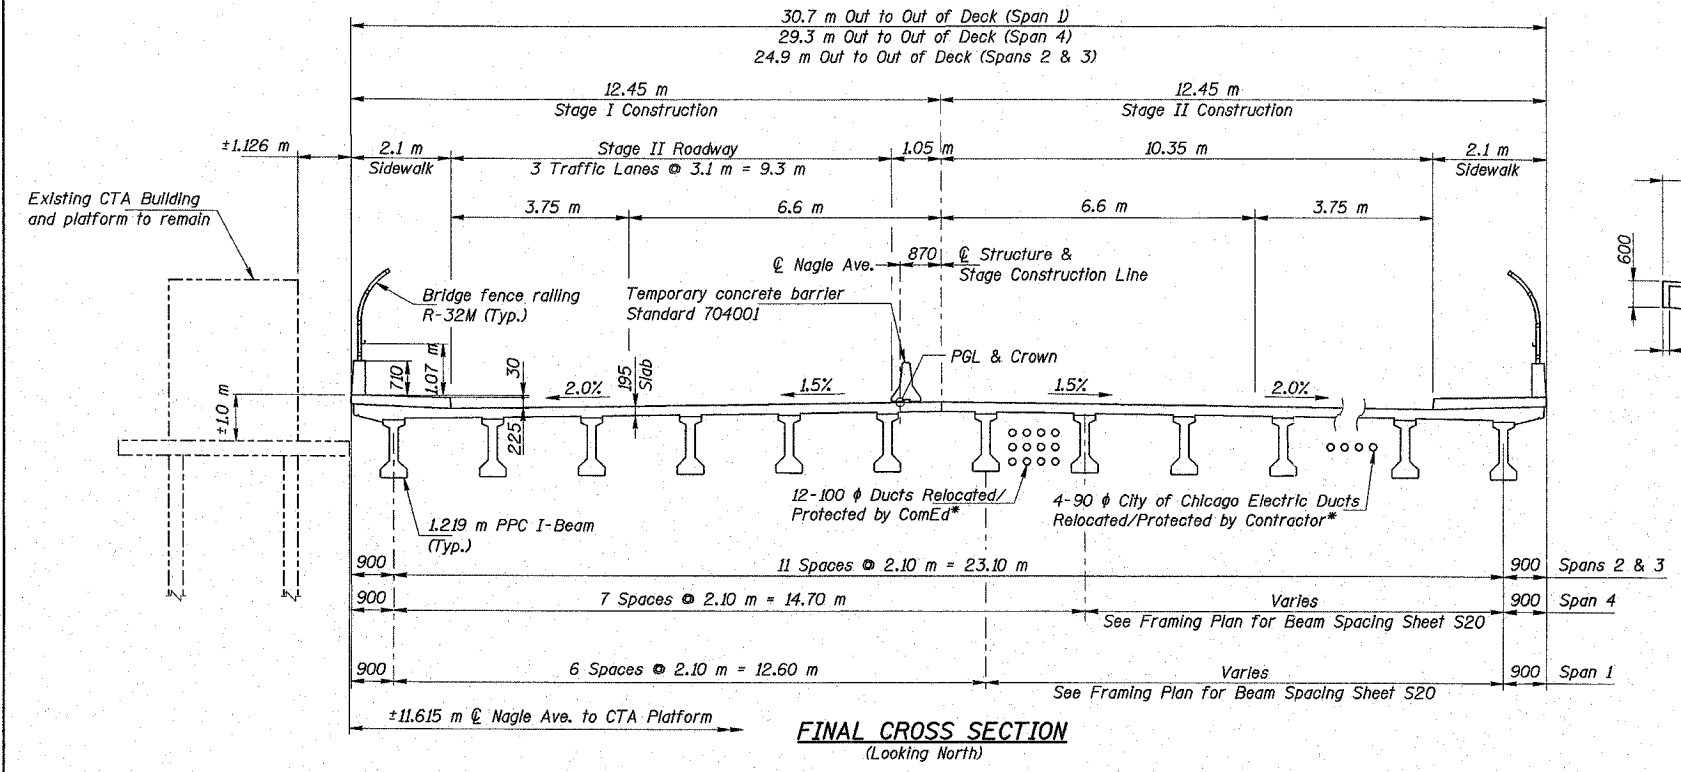 30.7 m Out to Out of Deck (Span 1)
29.3 m Out to Out of Deck (Span 4)
24.9 m Out to Out of Deck (Spans 2 & 3)
12.45 m
Stage I Construction
12.45 m
Stage II Construction
±1.126 m
2.1 m
Sidewalk
Stage II Roadway
3 Traffic Lanes @ 3.1 m = 9.3 m
1.05 m
10.35 m
2.1 m
Sidewalk
Existing CTA Building
and platform to remain
3.75 m
6.6 m
6.6 m
3.75 m
600
℄ Nagle Ave.
870
℄ Structure &
Stage Construction Line
Bridge fence railing
R-32M (Typ.)
Temporary concrete barrier
Standard 704001
PGL & Crown
710
1.07 m
30
2.0%
195
Slab
1.5%
1.5%
2.0%
±1.0 m
225
12-100 ϕ Ducts Relocated/
Protected by ComEd*
4-90 ϕ City of Chicago Electric Ducts
Relocated/Protected by Contractor*
1.219 m PPC I-Beam
(Typ.)
900
11 Spaces @ 2.10 m = 23.10 m
900
Spans 2 & 3
900
7 Spaces @ 2.10 m = 14.70 m
Varies
See Framing Plan for Beam Spacing Sheet S20
900
Span 4
900
6 Spaces @ 2.10 m = 12.60 m
Varies
See Framing Plan for Beam Spacing Sheet S20
900
Span 1
±11.615 m ℄ Nagle Ave. to CTA Platform
FINAL CROSS SECTION
(Looking North)